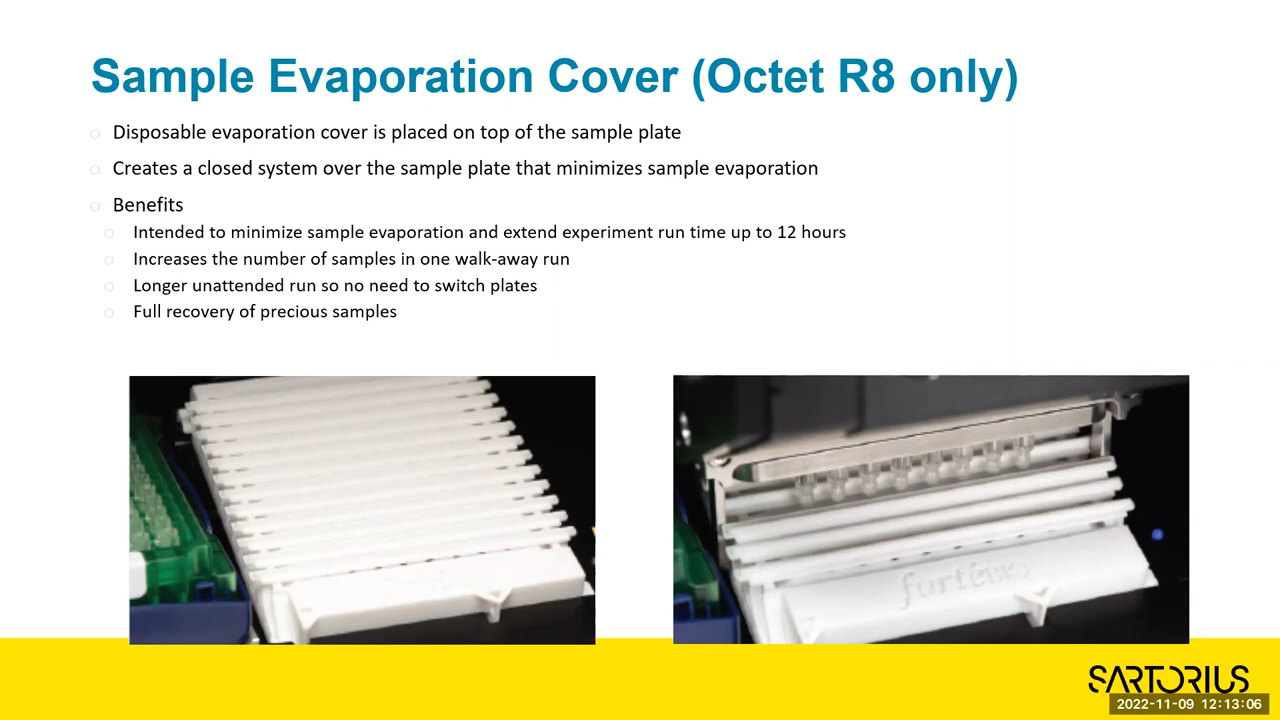 Sample Evaporation Cover (Octet R8 only)
Disposable evaporation cover is placed on top of the sample plate
Creates a closed system over the sample plate that minimizes sample evaporation
Benefits
Intended to minimize sample evaporation and extend experiment run time up to 12 hours
Increases the number of samples in one walk-away run
Longer unattended run so no need to switch plates
Full recovery of precious samples
fortéBIO
SARTORIUS
2022-11-09 12:13:06